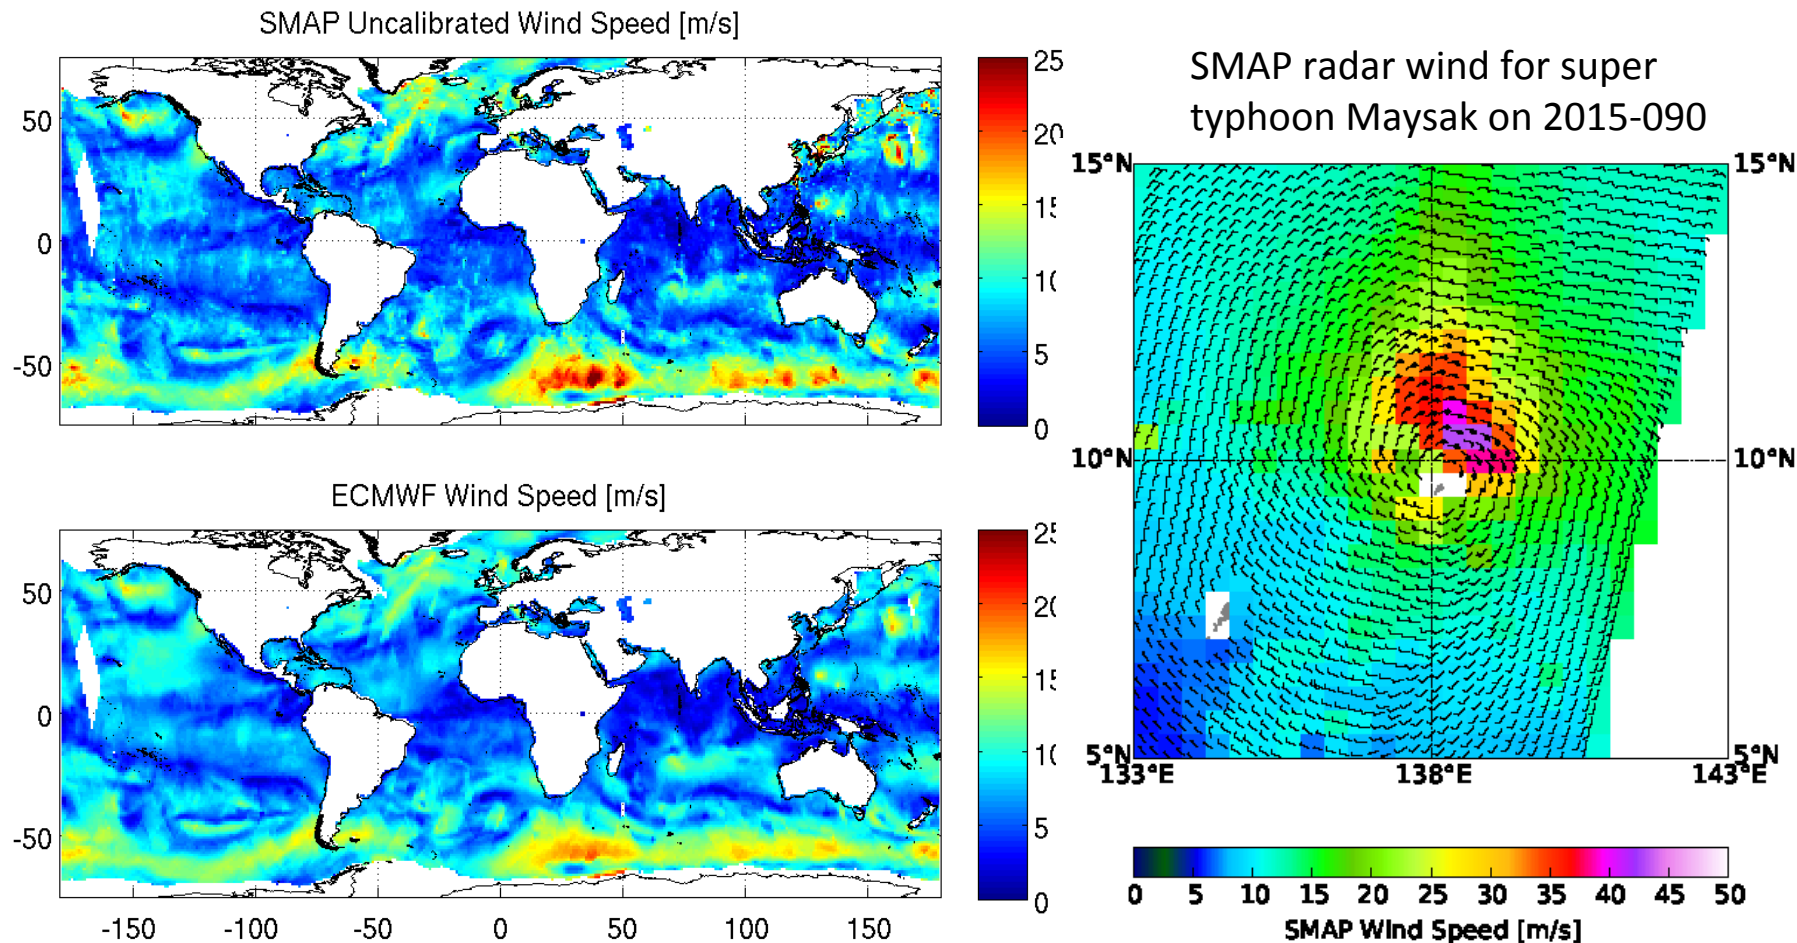 SMAP Uncalibrated Wind Speed [m/s]
50
0
-50
25
20
15
10
5
0
ECMWF Wind Speed [m/s]
50
0
-50
-150
-100
-50
0
50
100
150
25
20
15
10
5
0
SMAP radar wind for super
typhoon Maysak on 2015-090
15°N
15°N
10°N
10°N
5°N
5°N
133°E
138°E
143°E
0 5 10 15 20 25 30 35 40 45 50
SMAP Wind Speed [m/s]